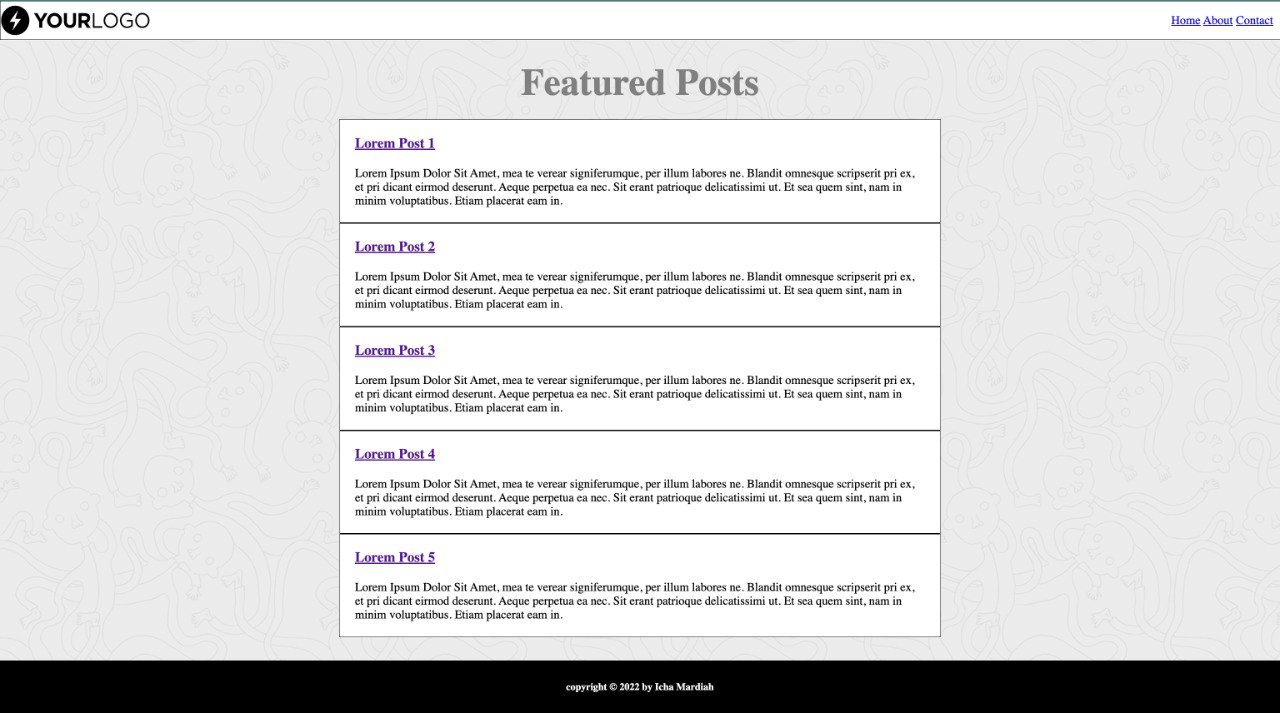 YOURLOGO
Home About Contact
Featured Posts
Lorem Post 1
Lorem Ipsum Dolor Sit Amet, mea te verear signiferumque, per illum labores ne. Blandit omnesque scripserit pri ex,
et pri dicant eirmod deserunt. Aeque perpetua ea nec. Sit erant patrioque delicatissimi ut. Et sea quem sint, nam in
minim voluptatibus. Etiam placerat eam in.
Lorem Post 2
Lorem Ipsum Dolor Sit Amet, mea te verear signiferumque, per illum labores ne. Blandit omnesque scripserit pri ex,
et pri dicant eirmod deserunt. Aeque perpetua ea nec. Sit erant patrioque delicatissimi ut. Et sea quem sint, nam in
minim voluptatibus. Etiam placerat eam in.
Lorem Post 3
Lorem Ipsum Dolor Sit Amet, mea te verear signiferumque, per illum labores ne. Blandit omnesque scripserit pri ex,
et pri dicant eirmod deserunt. Aeque perpetua ea nec. Sit erant patrioque delicatissimi ut. Et sea quem sint, nam in
minim voluptatibus. Etiam placerat eam in.
Lorem Post 4
Lorem Ipsum Dolor Sit Amet, mea te verear signiferumque, per illum labores ne. Blandit omnesque scripserit pri ex,
et pri dicant eirmod deserunt. Aeque perpetua ea nec. Sit erant patrioque delicatissimi ut. Et sea quem sint, nam in
minim voluptatibus. Etiam placerat eam in.
Lorem Post 5
Lorem Ipsum Dolor Sit Amet, mea te verear signiferumque, per illum labores ne. Blandit omnesque scripserit pri ex,
et pri dicant eirmod deserunt. Aeque perpetua ea nec. Sit erant patrioque delicatissimi ut. Et sea quem sint, nam in
minim voluptatibus. Etiam placerat eam in.
copyright © 2022 by Icha Mardiah